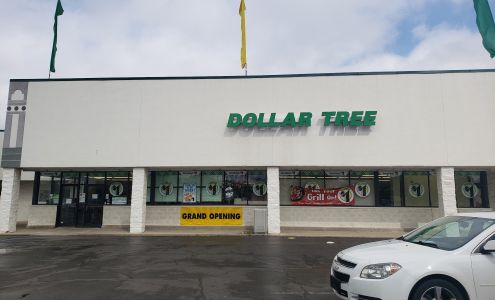 DOLLAR TREE
GRAND OPENING
Grill